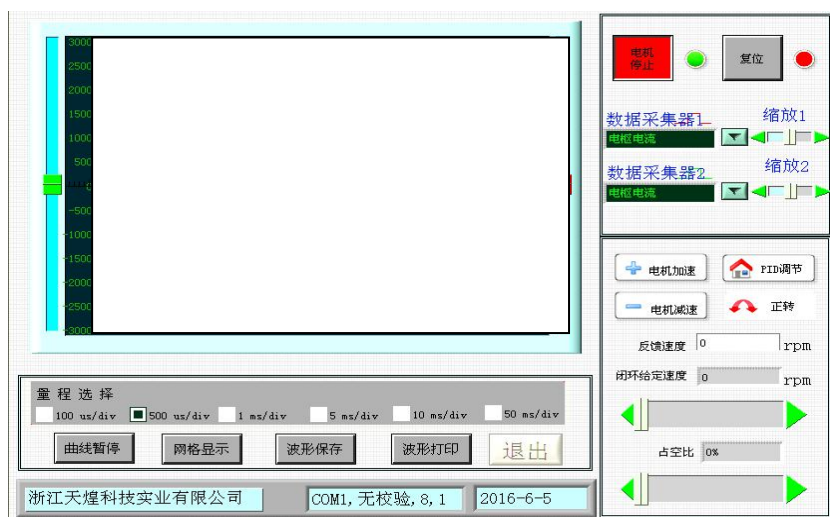 3000
2500
2000
1500
1000
500
0
-500
-1000
-1500
-2000
-2500
-3000
电机
停止
复位
数据采集器1
缩放1
电枢电流
数据采集器2
缩放2
电枢电流
电机加速
PID调节
电机减速
正转
反馈速度 0 rpm
闭环给定速度 0 rpm
占空比 0%
量 程 选 择
100 us/div 500 us/div 1 ms/div 5 ms/div 10 ms/div 50 ms/div
曲线暂停 网格显示 波形保存 波形打印 退出
浙江天煌科技实业有限公司 COM1,无校验,8,1 2016-6-5